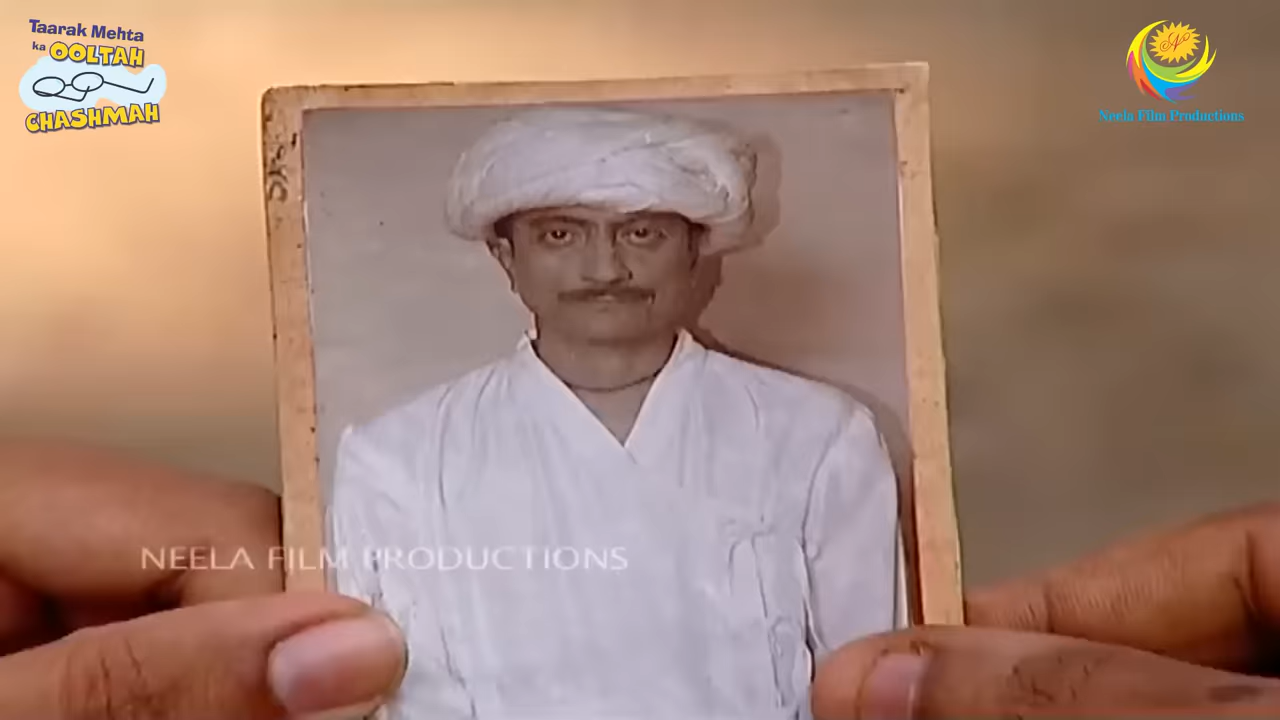 Taarak Mehta
ka OOLTAH
CHASHMAH
Neela Film Productions
NEELA FILM PRODUCTIONS